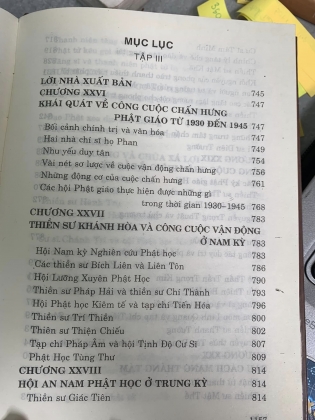 MỤC LỤC
TẬP III
LỜI NHÀ XUẤT BẢN 745
CHƯƠNG XXVI 747
KHÁI QUÁT VỀ CÔNG CUỘC CHẤN HƯNG
PHẬT GIÁO TỪ 1930 ĐẾN 1945 747
Bối cảnh chính trị và văn hóa 747
Hai nhà chí sĩ họ Phan 747
Nhu yếu duy tân 754
Vài nét sơ lược về cuộc vận động chấn hưng 756
Những động cơ của cuộc chấn hưng 760
Các hội Phật giáo thực hiện được những gì 768
trong thời gian 1930-1945
CHƯƠNG XXVII 783
THIỀN SƯ KHÁNH HÒA VÀ CÔNG CUỘC VẬN ĐỘNG
Ở NAM KỲ 783
Hội Nam kỳ Nghiên cứu Phật học 783
Các thiền sư Bích Liên và Liên Tôn 786
Hội Lưỡng Xuyên Phật Học 790
Thiền sư Pháp Hải và thiền sư Chí Thành 793
Hội Phật học Kiêm tế và tạp chí Tiến Hóa 796
Thiền sư Trí Thiền 800
Thiền sư Thiện Chiếu 802
Tạp chí Pháp Âm và hội Tịnh Độ Cư Sĩ 807
Phật Học Tùng Thư 809
CHƯƠNG XXVIII 814
HỘI AN NAM PHẬT HỌC Ở TRUNG KỲ 814
Thiền sư Giác Tiên 814
1157